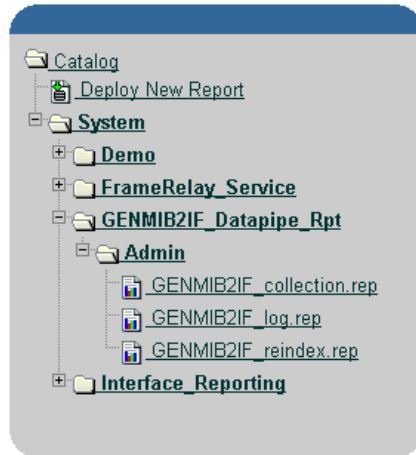 Catalog
Deploy New Report
System
Demo
FrameRelay_Service
GENMIB2IF_Datapipe_Rpt
Admin
GENMIB2IF_collection.rep
GENMIB2IF_log.rep
GENMIB2IF_reindex.rep
Interface_Reporting